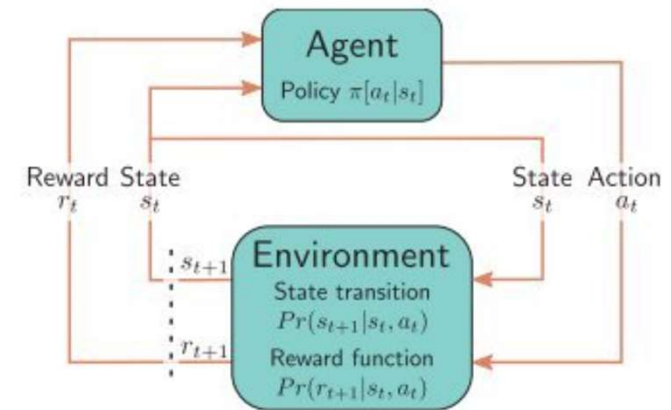 Agent
Policy π[a_t|s_t]
Reward State
r_t s_t
State Action
s_t a_t
s_{t+1}
r_{t+1}
Environment
State transition
Pr(s_{t+1}|s_t, a_t)
Reward function
Pr(r_{t+1}|s_t, a_t)